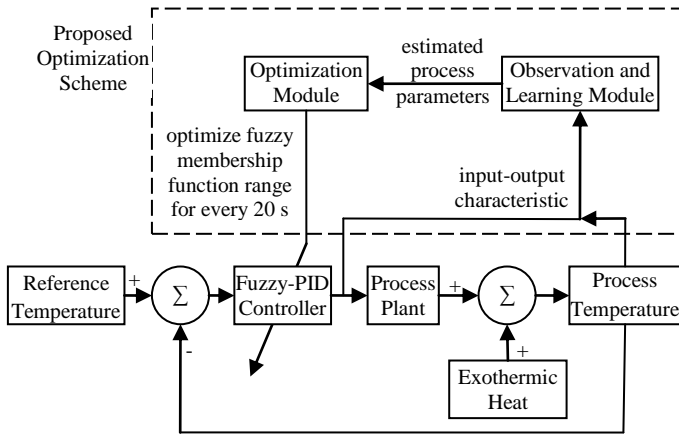 Proposed
Optimization
Scheme
Optimization
Module
estimated
process
parameters
Observation and
Learning Module
optimize fuzzy
membership
function range
for every 20 s
input-output
characteristic
Reference
Temperature
+
Σ
-
Fuzzy-PID
Controller
Process
Plant
+
Σ
+
Process
Temperature
Exothermic
Heat